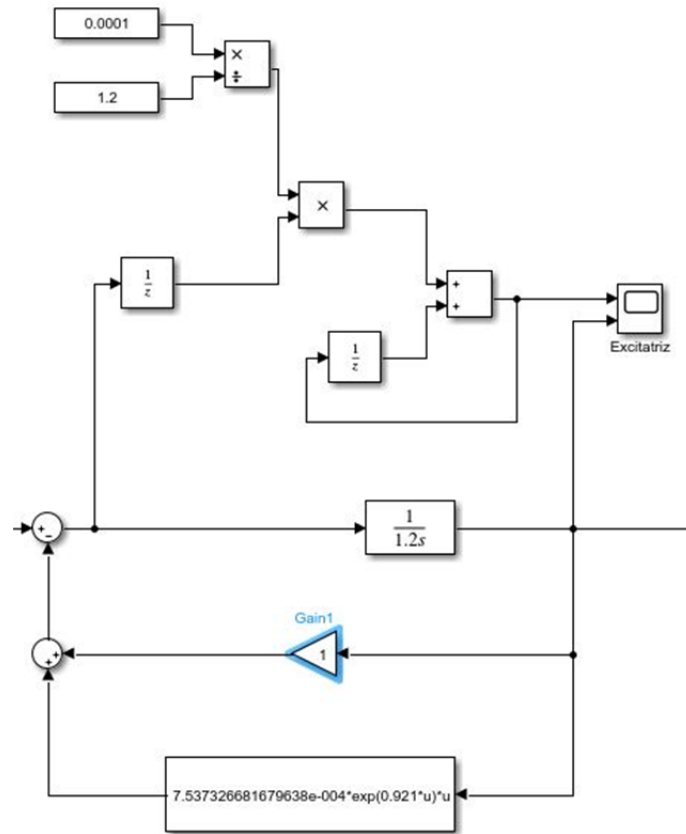 0.0001
×
÷
1.2
×
1
z
+
+
1
z
Excitatriz
+
−
1
1.2s
Gain1
1
+
+
7.537326681679638e-004*exp(0.921*u)*u